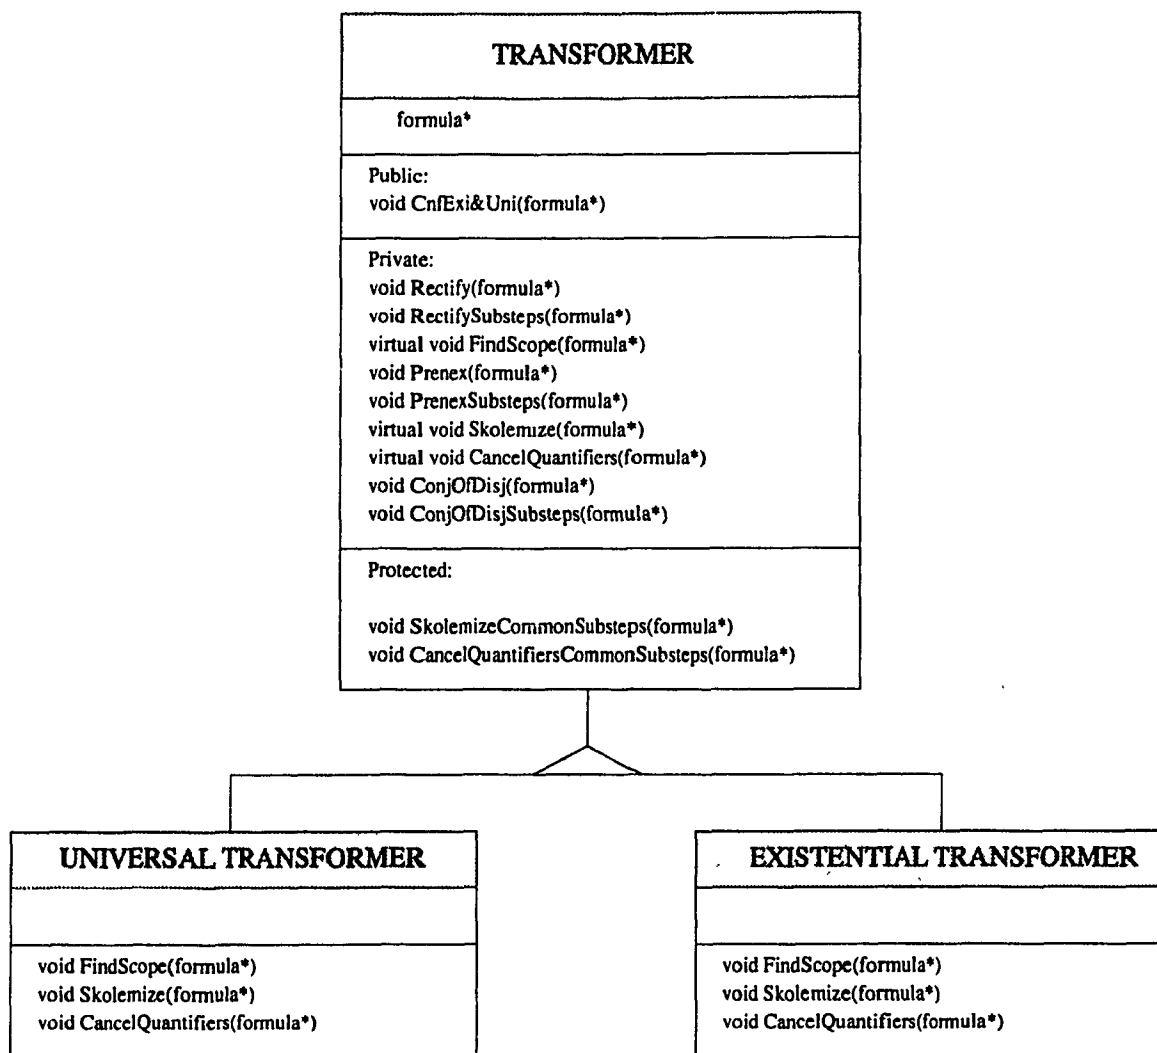 TRANSFORMER
formula*
Public:
void CnfExi&Uni(formula*)
Private:
void Rectify(formula*)
void RectifySubsteps(formula*)
virtual void FindScope(formula*)
void Prenex(formula*)
void PrenexSubsteps(formula*)
virtual void Skolemize(formula*)
virtual void CancelQuantifiers(formula*)
void ConjOfDisj(formula*)
void ConjOfDisjSubsteps(formula*)
Protected:
void SkolemizeCommonSubsteps(formula*)
void CancelQuantifiersCommonSubsteps(formula*)
UNIVERSAL TRANSFORMER
void FindScope(formula*)
void Skolemize(formula*)
void CancelQuantifiers(formula*)
EXISTENTIAL TRANSFORMER
void FindScope(formula*)
void Skolemize(formula*)
void CancelQuantifiers(formula*)